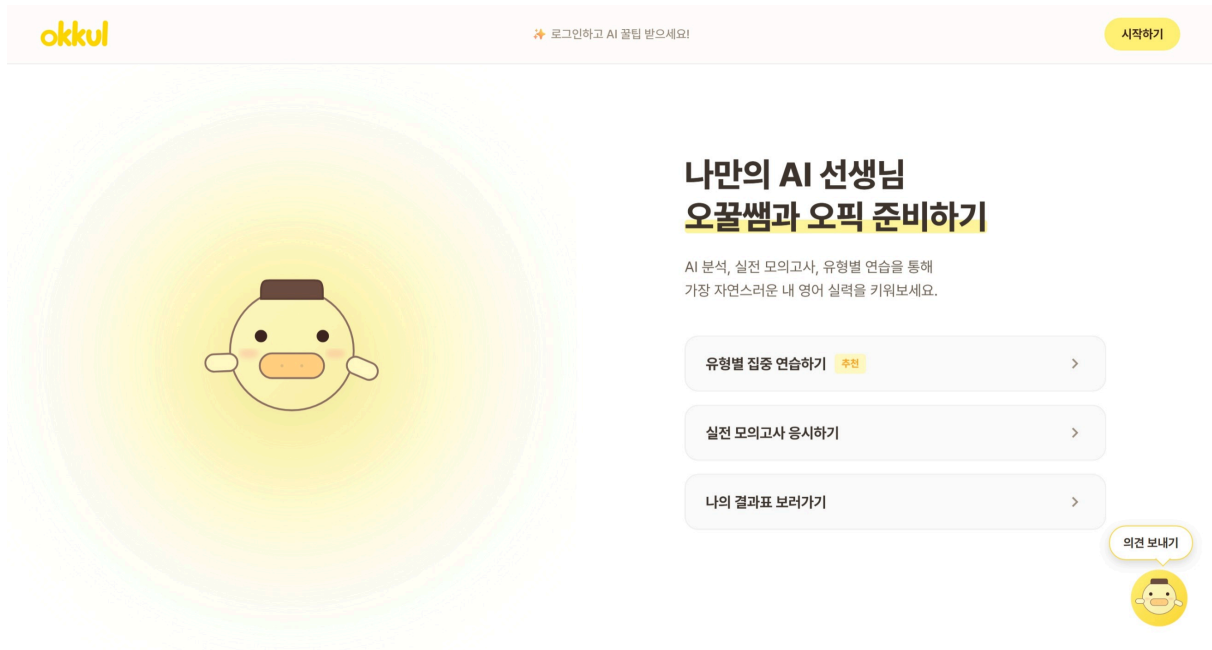 okkul
✨ 로그인하고 AI 꿀팁 받으세요!
시작하기
나만의 AI 선생님
오꿀쌤과 오픽 준비하기
AI 분석, 실전 모의고사, 유형별 연습을 통해
가장 자연스러운 내 영어 실력을 키워보세요.
유형별 집중 연습하기 추천
실전 모의고사 응시하기
나의 결과표 보러가기
의견 보내기